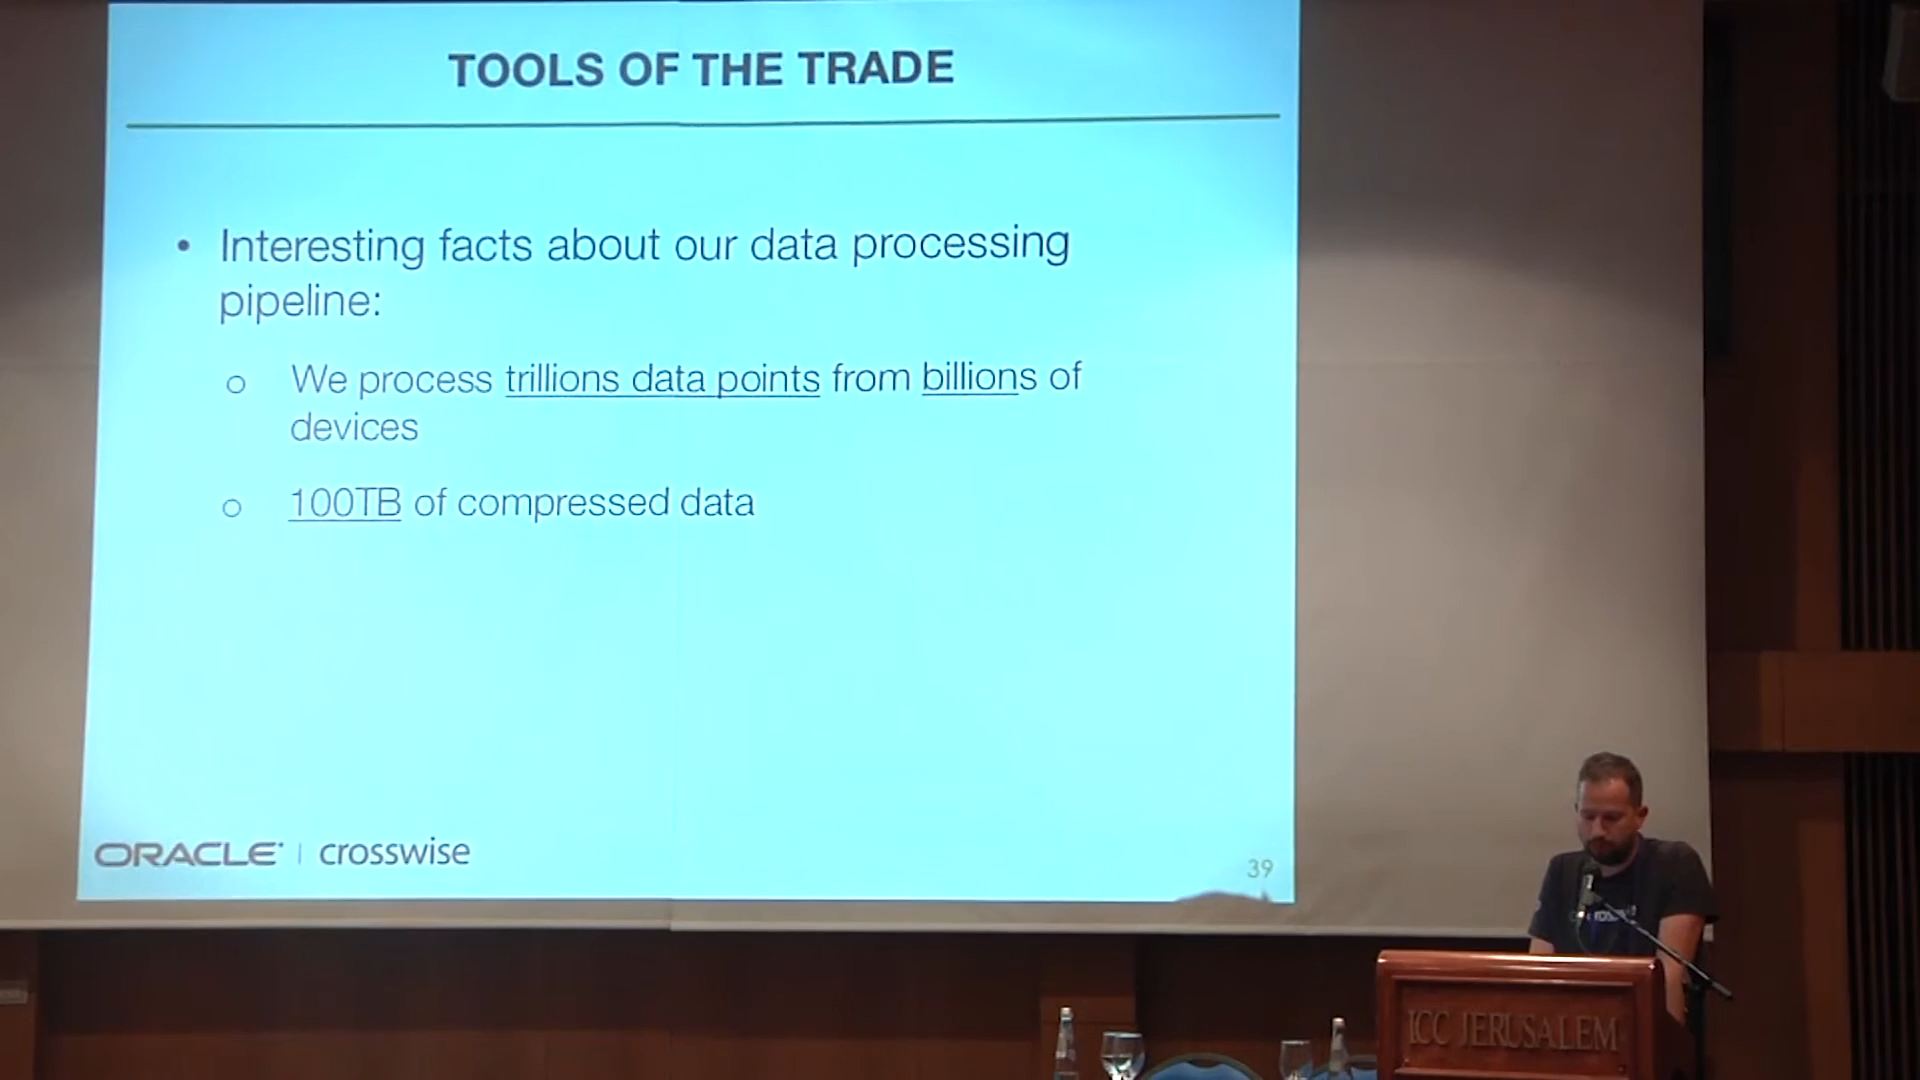 TOOLS OF THE TRADE
• Interesting facts about our data processing
pipeline:
o We process trillions data points from billions of
devices
o 100TB of compressed data
ORACLE | crosswise
39
ICC JERUSALEM